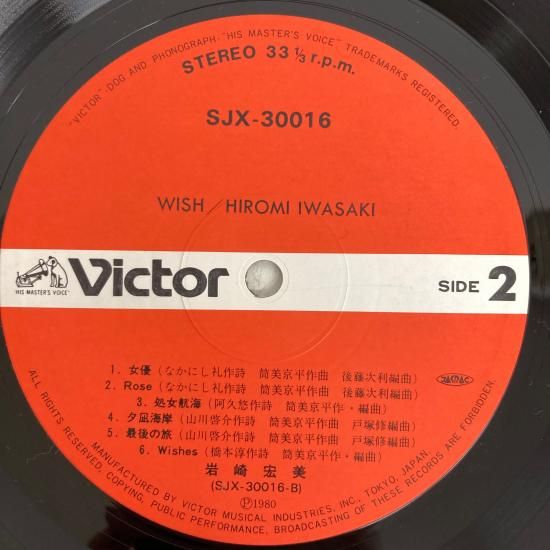 "VICTOR"-DOG AND PHONOGRAPH-"HIS MASTER'S VOICE" TRADEMARKS REGISTERED.
STEREO 33 1/3 r.p.m.
SJX-30016
WISH/HIROMI IWASAKI
"HIS MASTER'S VOICE"
Victor
SIDE 2
1. 女優 (なかにし礼作詩 筒美京平作曲 後藤次利編曲)
2. Rose (なかにし礼作詩 筒美京平作曲 後藤次利編曲)
3. 処女航海 (阿久悠作詩 筒美京平作・編曲)
4. 夕凪海岸 (山川啓介作詩 筒美京平作曲 戸塚修編曲)
5. 最後の旅 (山川啓介作詩 筒美京平作曲 戸塚修編曲)
6. Wishes (橋本淳作詩 筒美京平作・編曲)
JASRAC
岩崎宏美
(SJX-30016-B)
Ⓟ1980
MANUFACTURED BY VICTOR MUSICAL INDUSTRIES, INC., TOKYO, JAPAN.
ALL RIGHTS RESERVED, COPYING, PUBLIC PERFORMANCE, BROADCASTING OF THESE RECORDS ARE FORBIDDEN.